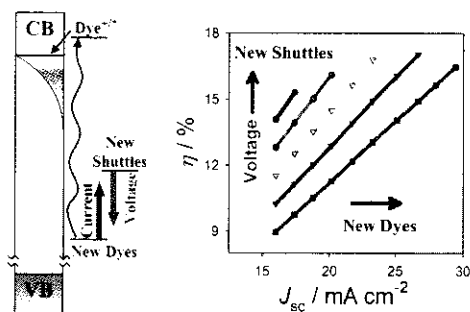 CB
Dye+/*
New
Shuttles
Current
Voltage
New Dyes
VB
18
15
12
9
η / %
New Shuttles
Voltage
New Dyes
15
20
25
30
Jsc / mA cm⁻²